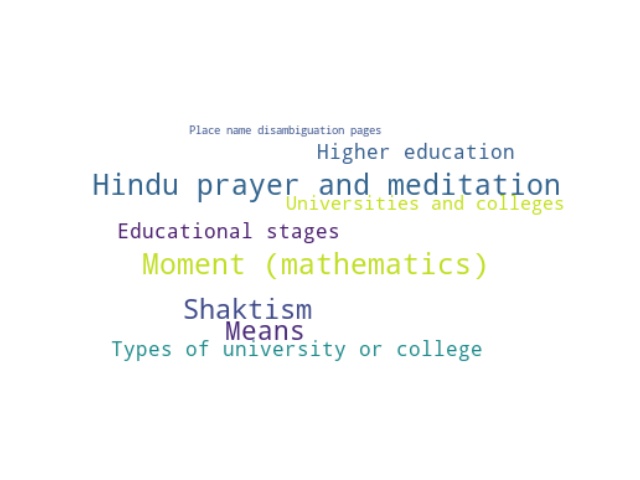 Place name disambiguation pages
Higher education
Hindu prayer and meditation
Universities and colleges
Educational stages
Moment (mathematics)
Shaktism
Means
Types of university or college